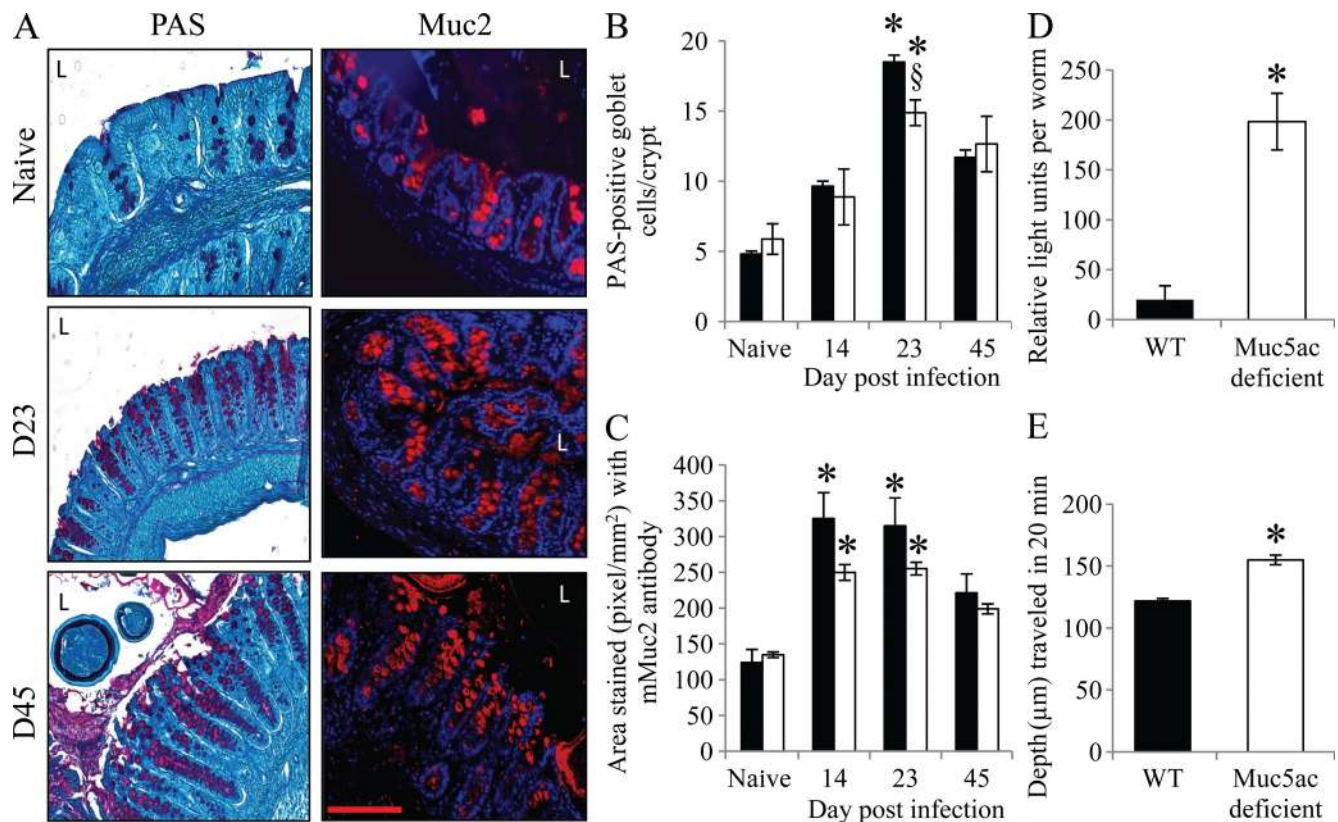 A
PAS
Muc2
Naive
L
L
D23
L
L
D45
L
L
B
PAS-positive goblet
cells/crypt
20
15
10
5
0
*
*
§
Naive
14
23
45
Day post infection
C
Area stained (pixel/mm²) with
mMuc2 antibody
400
350
300
250
200
150
100
50
0
*
*
*
*
Naive
14
23
45
Day post infection
D
Relative light units per worm
250
200
150
100
50
0
*
WT
Muc5ac
deficient
E
Depth (µm) traveled in 20 min
200
150
100
50
0
*
WT
Muc5ac
deficient